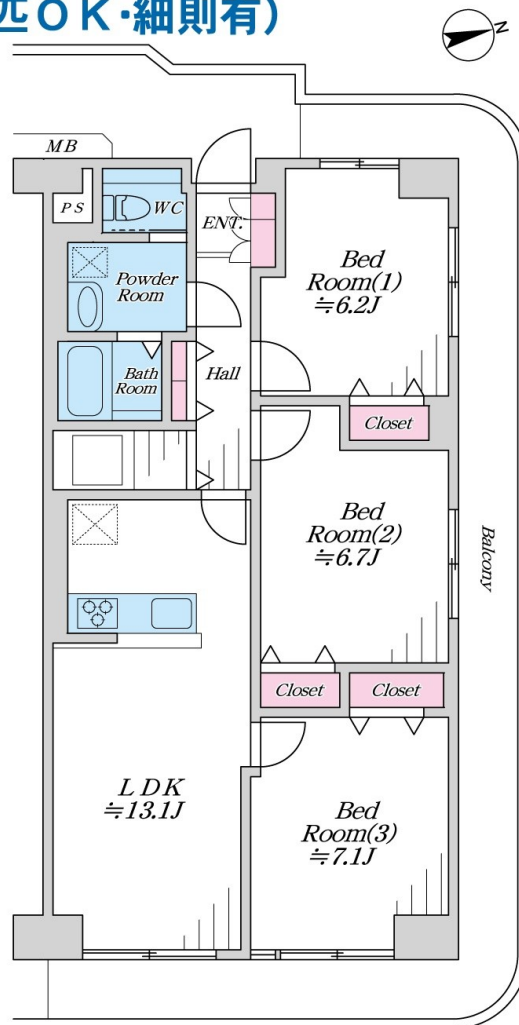 匹OK・細則有)
N
MB
PS
WC
ENT.
Powder
Room
Bed
Room(1)
≒6.2J
Bath
Room
Hall
Closet
Bed
Room(2)
≒6.7J
Balcony
Closet
Closet
LDK
≒13.1J
Bed
Room(3)
≒7.1J